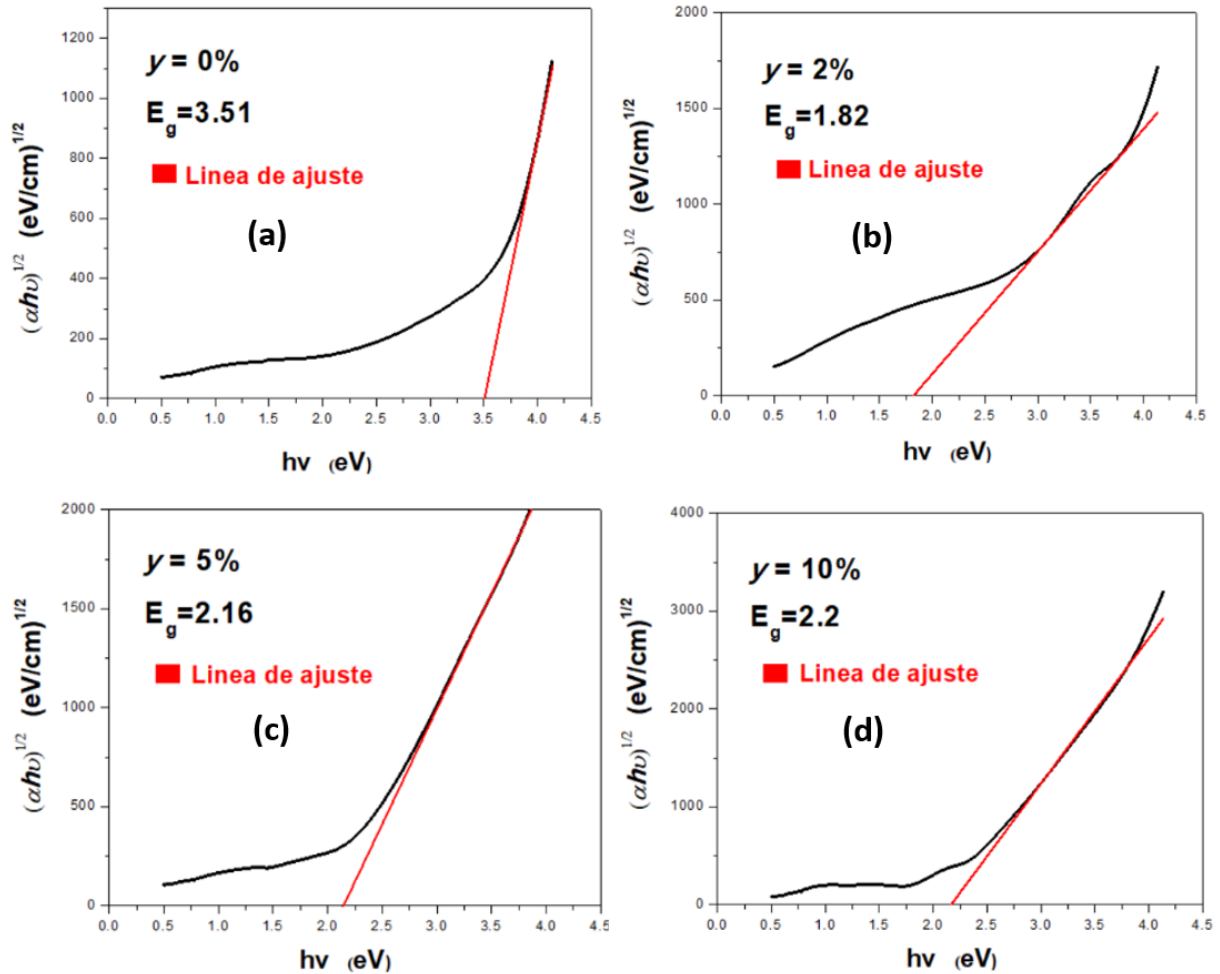 1200
1000
800
600
400
200
0
0.0 0.5 1.0 1.5 2.0 2.5 3.0 3.5 4.0 4.5
(αhυ)^1/2 (eV/cm)^1/2
hν (eV)
y = 0%
E_g=3.51
Linea de ajuste
(a)
2000
1500
1000
500
0
0.0 0.5 1.0 1.5 2.0 2.5 3.0 3.5 4.0 4.5
(αhυ)^1/2 (eV/cm)^1/2
hν (eV)
y = 2%
E_g=1.82
Linea de ajuste
(b)
2000
1500
1000
500
0
0.0 0.5 1.0 1.5 2.0 2.5 3.0 3.5 4.0 4.5
(αhυ)^1/2 (eV/cm)^1/2
hν (eV)
y = 5%
E_g=2.16
Linea de ajuste
(c)
4000
3000
2000
1000
0
0.0 0.5 1.0 1.5 2.0 2.5 3.0 3.5 4.0 4.5
(αhυ)^1/2 (eV/cm)^1/2
hν (eV)
y = 10%
E_g=2.2
Linea de ajuste
(d)